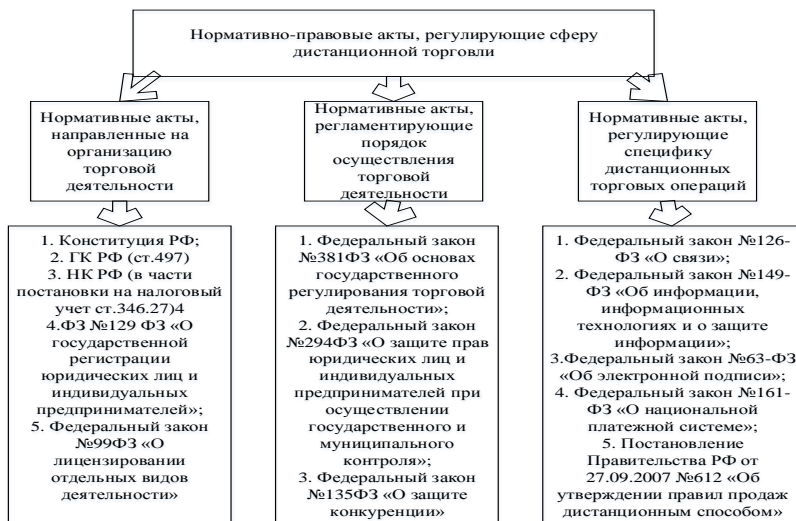 Нормативно-правовые акты, регулирующие сферу
дистанционной торговли
Нормативные акты,
направленные на
организацию
торговой
деятельности
Нормативные акты,
регламентирующие
порядок
осуществления
торговой
деятельности
Нормативные акты,
регулирующие
специфику
дистанционных
торговых операций
1. Конституция РФ;
2. ГК РФ (ст.497)
3. НК РФ (в части
постановки на налоговый
учет ст.346.27)4
4.ФЗ №129 ФЗ «О
государственной
регистрации
юридических лиц и
индивидуальных
предпринимателей»;
5. Федеральный закон
№99ФЗ «О
лицензировании
отдельных видов
деятельности»
1. Федеральный закон
№381ФЗ «Об основах
государственного
регулирования торговой
деятельности»;
2. Федеральный закон
№294ФЗ «О защите прав
юридических лиц и
индивидуальных
предпринимателей при
осуществлении
государственного и
муниципального
контроля»;
3. Федеральный закон
№135ФЗ «О защите
конкуренции»
1. Федеральный закон №126-
ФЗ «О связи»;
2. Федеральный закон №149-
ФЗ «Об информации,
информационных
технологиях и о защите
информации»;
3.Федеральный закон №63-ФЗ
«Об электронной подписи»;
4. Федеральный закон №161-
ФЗ «О национальной
платежной системе»;
5. Постановление
Правительства РФ от
27.09.2007 №612 «Об
утверждении правил продаж
дистанционным способом»